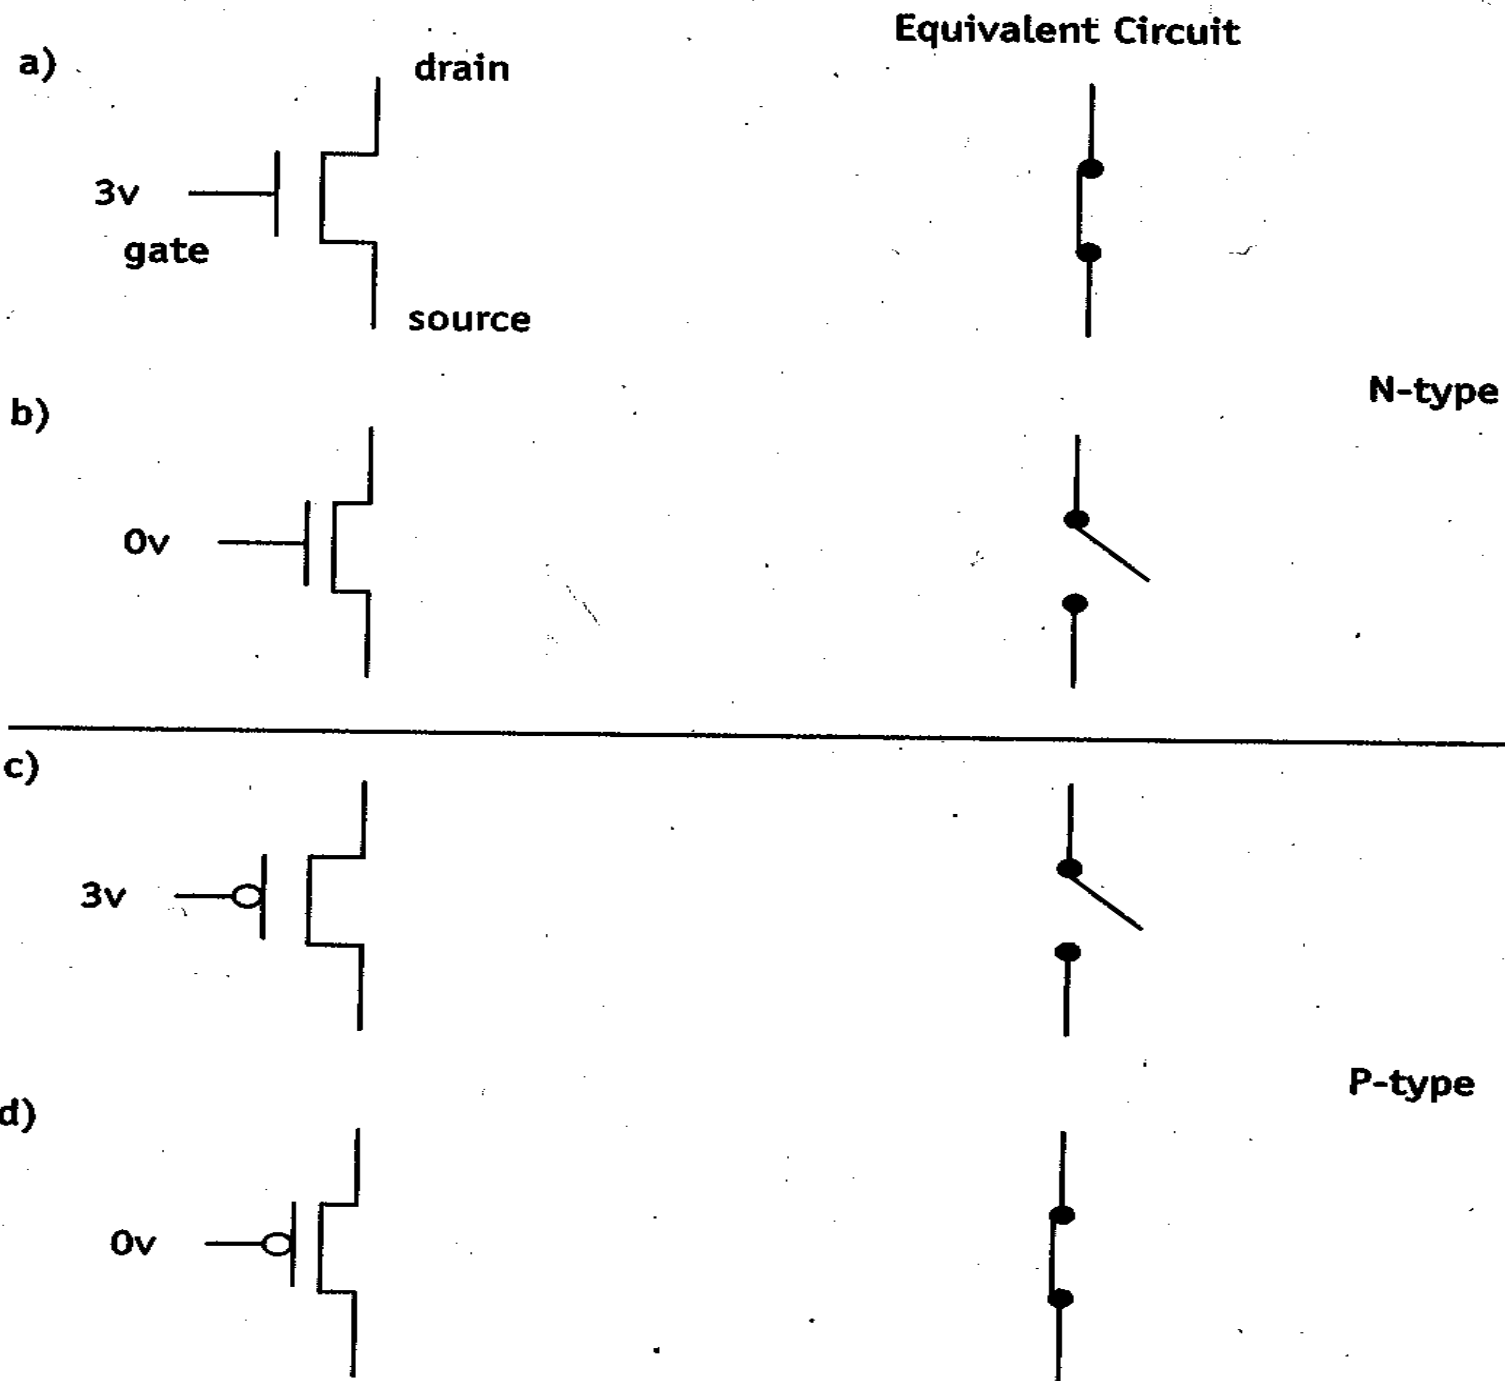 Equivalent Circuit
a)
drain
3v
gate
source
N-type
b)
0v
c)
3v
P-type
d)
0v